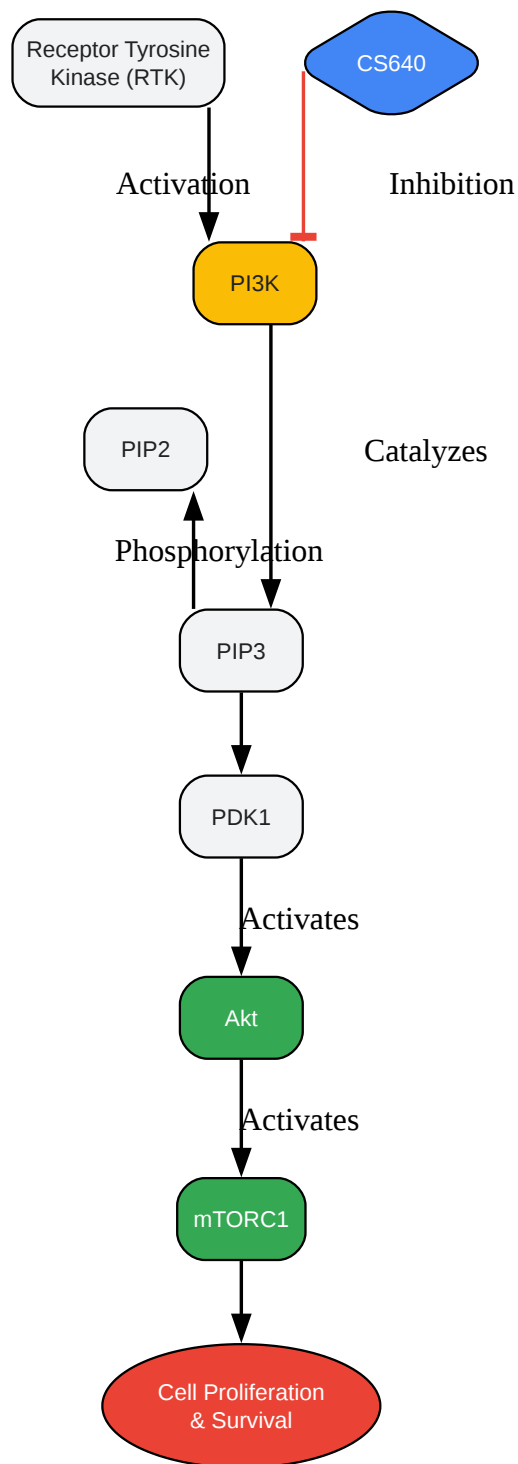 Receptor Tyrosine
Kinase (RTK)
CS640
Activation
Inhibition
PI3K
PIP2
Catalyzes
Phosphorylation
PIP3
PDK1
Activates
Akt
Activates
mTORC1
Cell Proliferation
& Survival